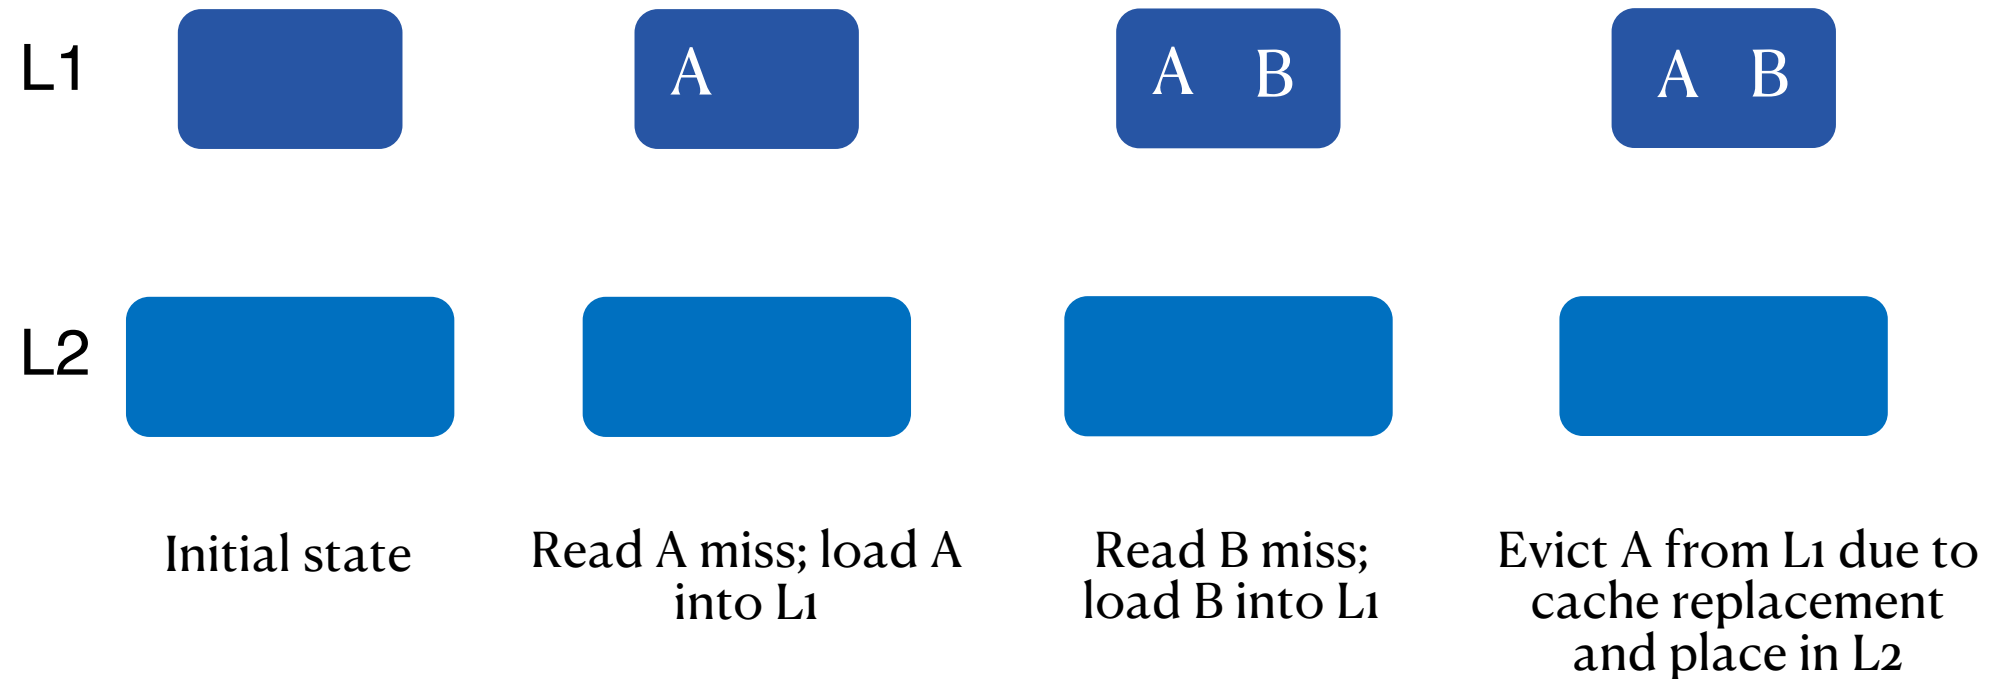 L1
A
A B
A B
L2
Initial state
Read A miss; load A
into L1
Read B miss;
load B into L1
Evict A from L1 due to
cache replacement
and place in L2